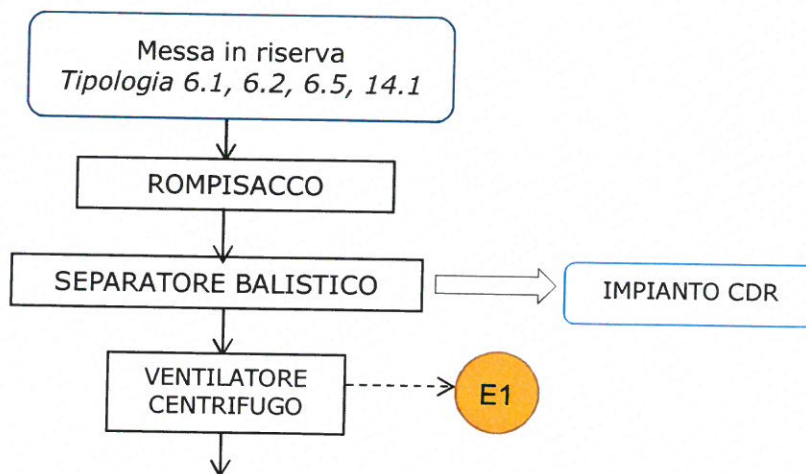 Messa in riserva
Tipologia 6.1, 6.2, 6.5, 14.1
ROMPISACCO
SEPARATORE BALISTICO
IMPIANTO CDR
VENTILATORE
CENTRIFUGO
E1